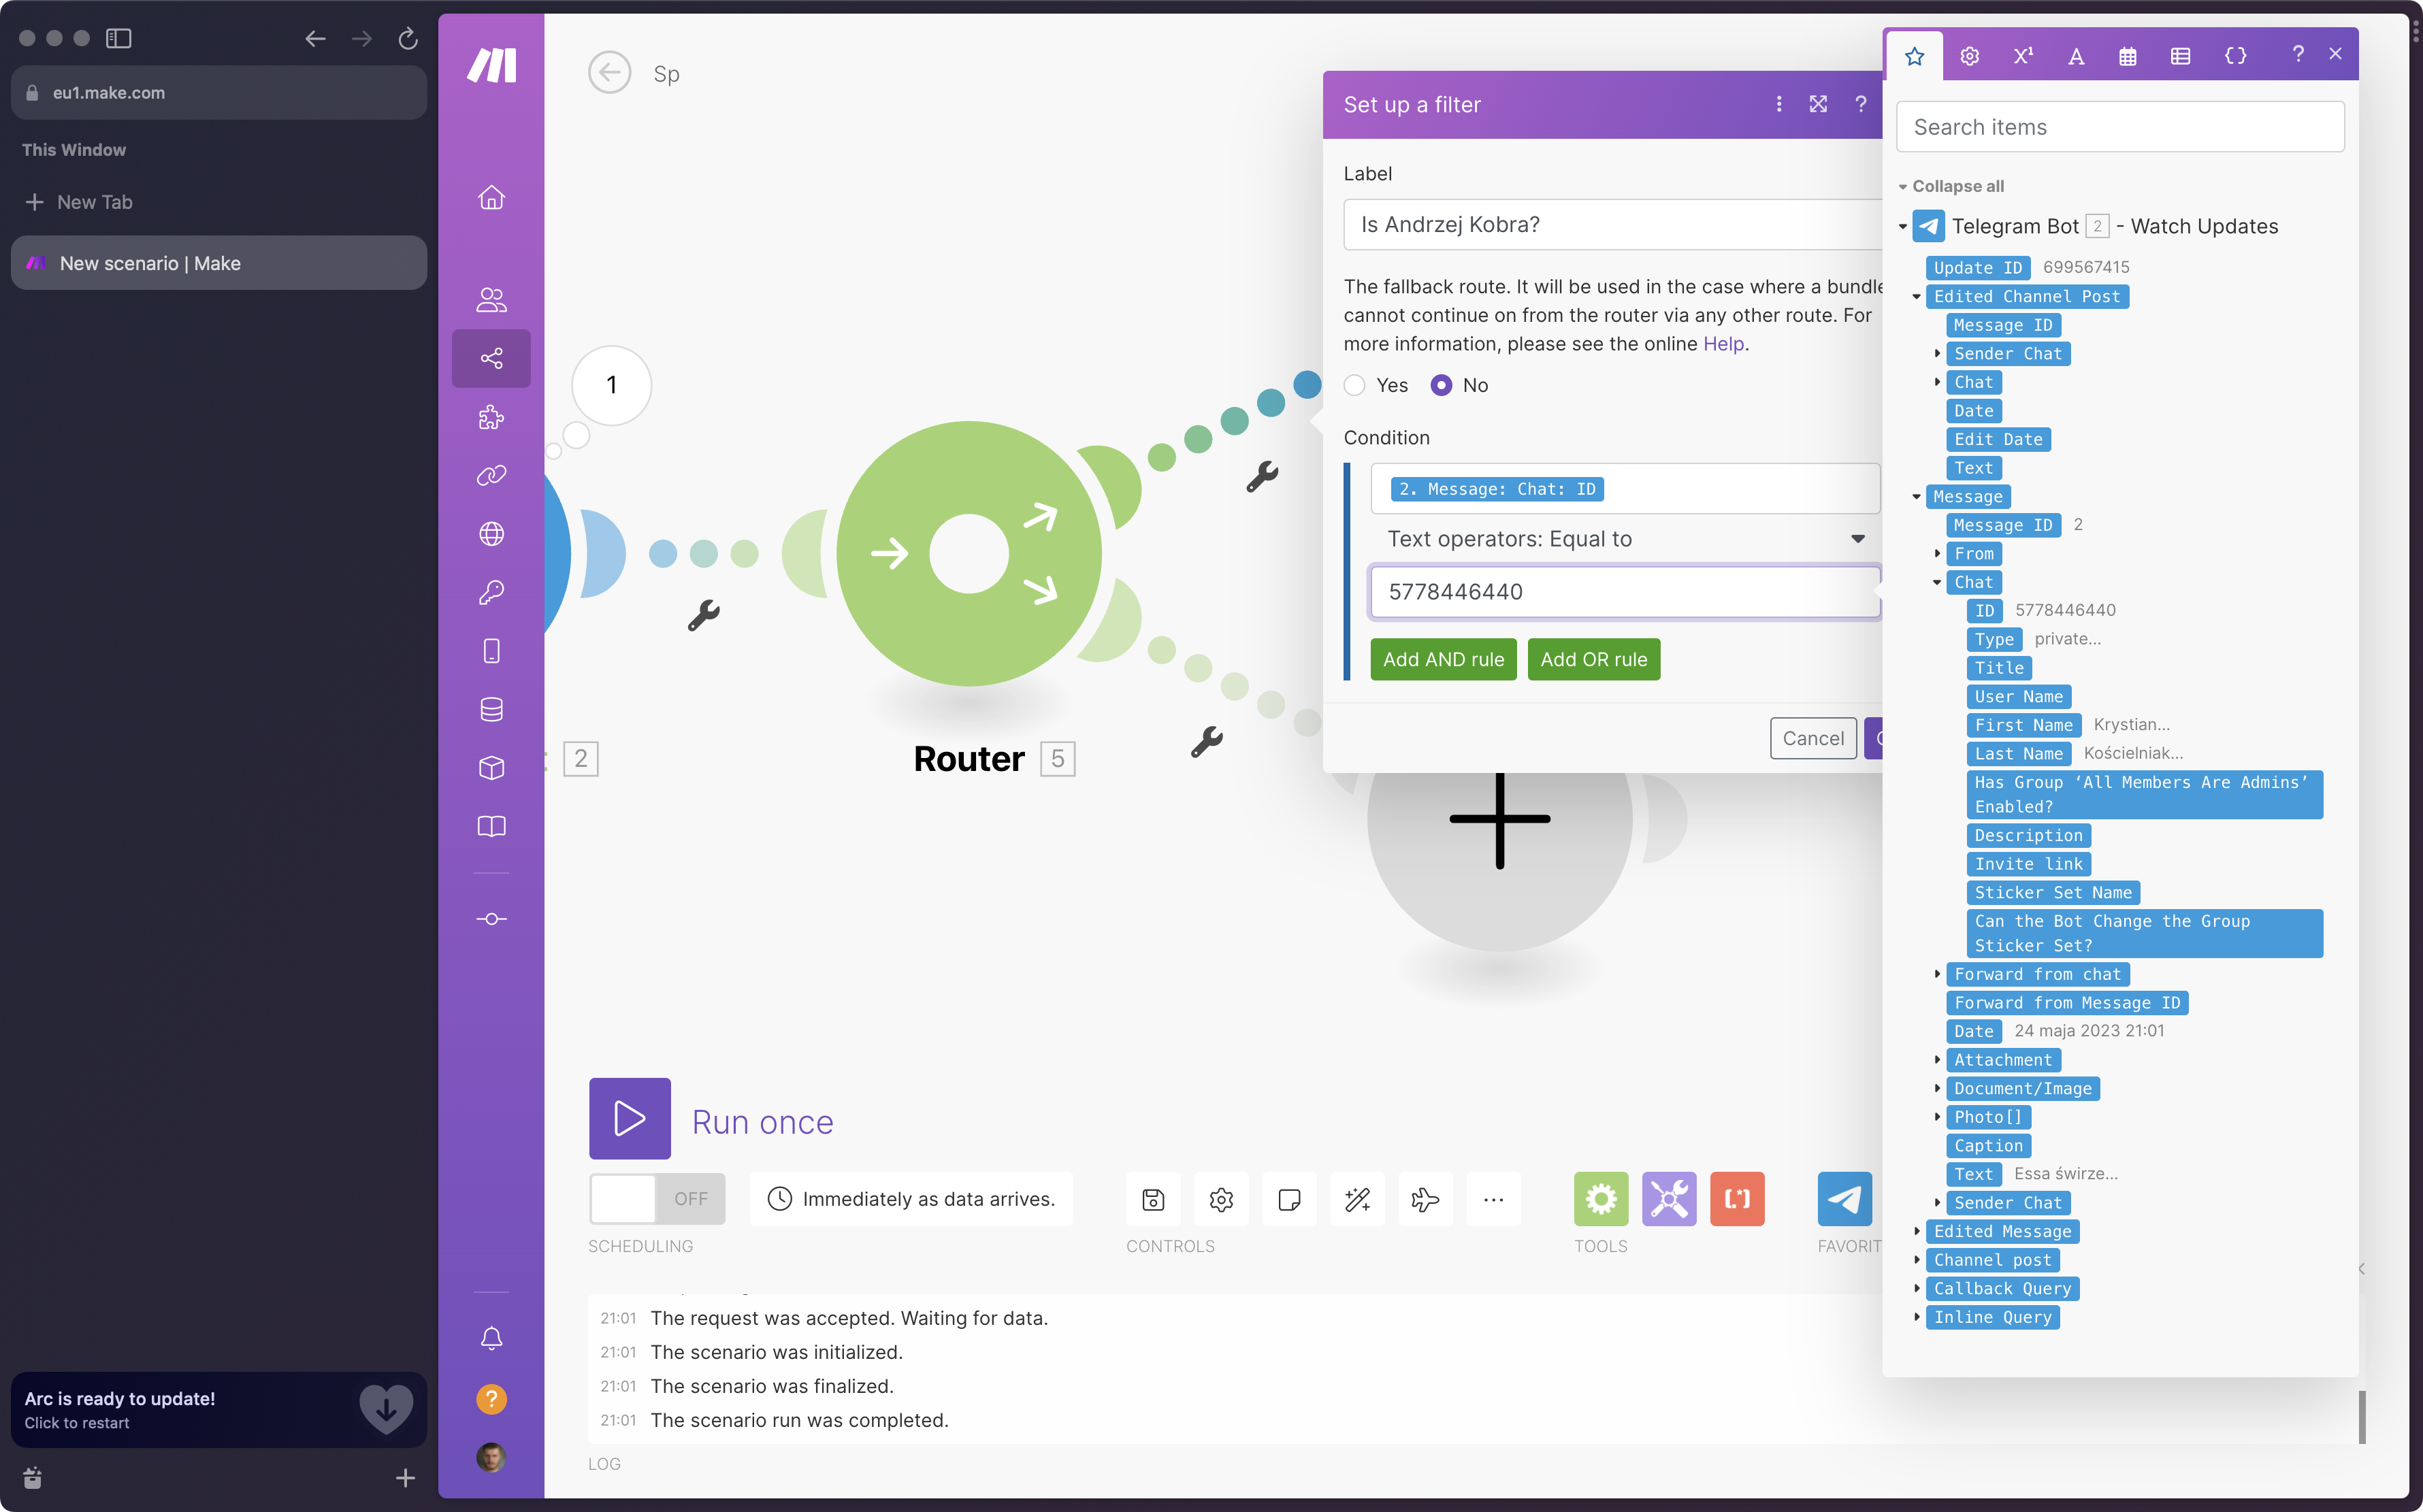 eu1.make.com
This Window
New Tab
New scenario | Make
Arc is ready to update!
Click to restart
Sp
1
2
Router 5
Run once
OFF
Immediately as data arrives.
SCHEDULING
CONTROLS
TOOLS
FAVORIT
21:01 The request was accepted. Waiting for data.
21:01 The scenario was initialized.
21:01 The scenario was finalized.
21:01 The scenario run was completed.
LOG
Set up a filter
?
Label
Is Andrzej Kobra?
The fallback route. It will be used in the case where a bundle
cannot continue on from the router via any other route. For
more information, please see the online Help.
Yes No
Condition
2. Message: Chat: ID
Text operators: Equal to
5778446440
Add AND rule Add OR rule
Cancel
Search items
Collapse all
Telegram Bot 2 - Watch Updates
Update ID 699567415
Edited Channel Post
Message ID
Sender Chat
Chat
Date
Edit Date
Text
Message
Message ID 2
From
Chat
ID 5778446440
Type private...
Title
User Name
First Name Krystian...
Last Name Kościelniak...
Has Group ‘All Members Are Admins’
Enabled?
Description
Invite link
Sticker Set Name
Can the Bot Change the Group
Sticker Set?
Forward from chat
Forward from Message ID
Date 24 maja 2023 21:01
Attachment
Document/Image
Photo[]
Caption
Text Essa świrze...
Sender Chat
Edited Message
Channel post
Callback Query
Inline Query